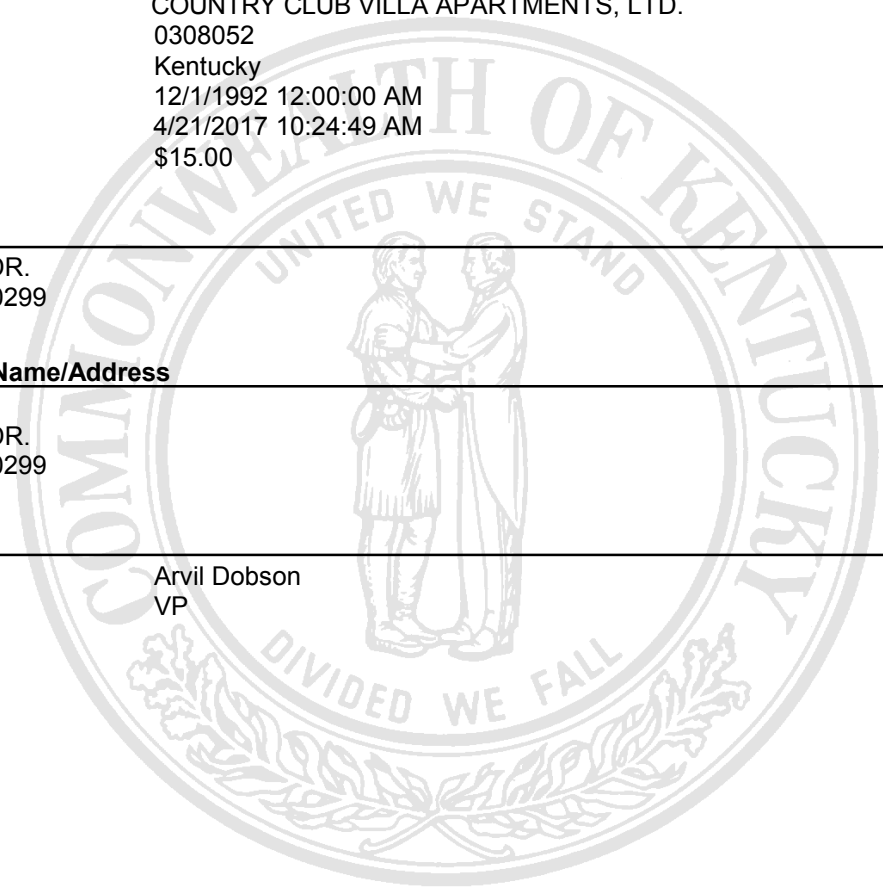 COUNTRY CLUB VILLA APARTMENTS, LTD.
0308052
Kentucky
12/1/1992 12:00:00 AM
4/21/2017 10:24:49 AM
$15.00
DR.
0299
Name/Address
DR.
0299
Arvil Dobson
VP
COMMONWEALTH OF KENTUCKY
UNITED WE STAND
DIVIDED WE FALL